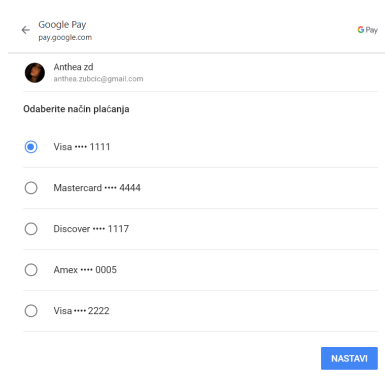 Google Pay
pay.google.com
G Pay
Anthea zd
anthea.zubcic@gmail.com
Odaberite način plaćanja
Visa •••• 1111
Mastercard •••• 4444
Discover •••• 1117
Amex •••• 0005
Visa •••• 2222
NASTAVI